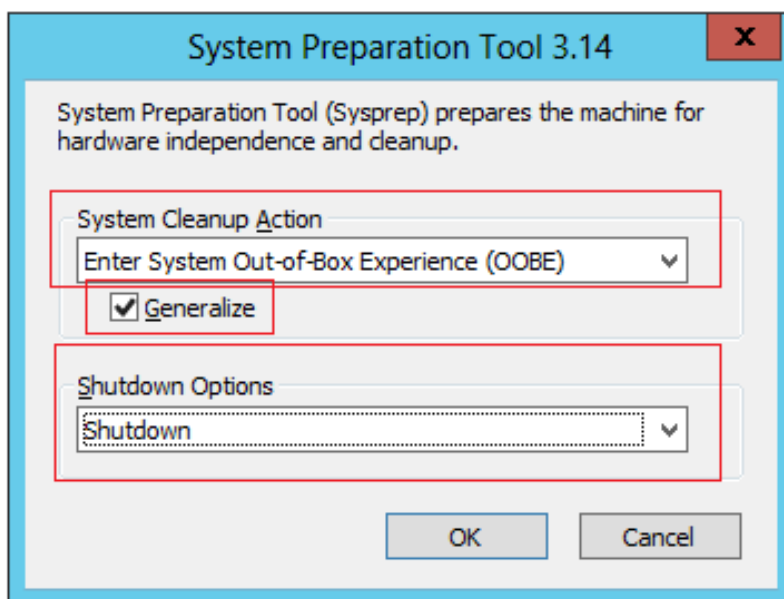 System Preparation Tool 3.14
x
System Preparation Tool (Sysprep) prepares the machine for
hardware independence and cleanup.
System Cleanup Action
Enter System Out-of-Box Experience (OOBE)
Generalize
Shutdown Options
Shutdown
OK
Cancel